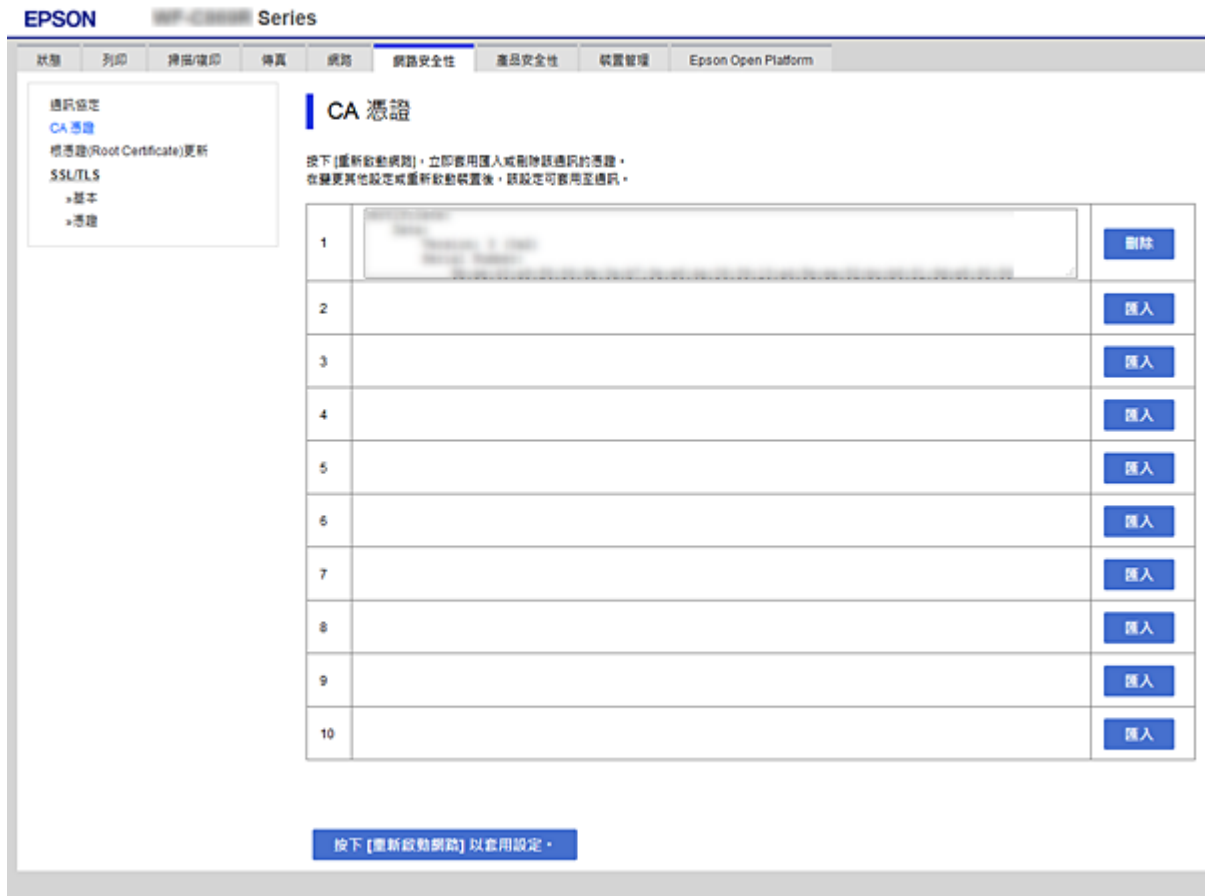 EPSON Series
狀態 列印 掃描/複印 傳真 網路 網路安全性 產品安全性 裝置管理 Epson Open Platform
通訊協定
CA 憑證
根憑證(Root Certificate)更新
SSL/TLS
»基本
»憑證
CA 憑證
按下 [重新啟動網路]，立即套用匯入或刪除該通訊的憑證。
在變更其他設定或重新啟動裝置後，該設定可套用至通訊。
1 刪除
2 匯入
3 匯入
4 匯入
5 匯入
6 匯入
7 匯入
8 匯入
9 匯入
10 匯入
按下 [重新啟動網路] 以套用設定。